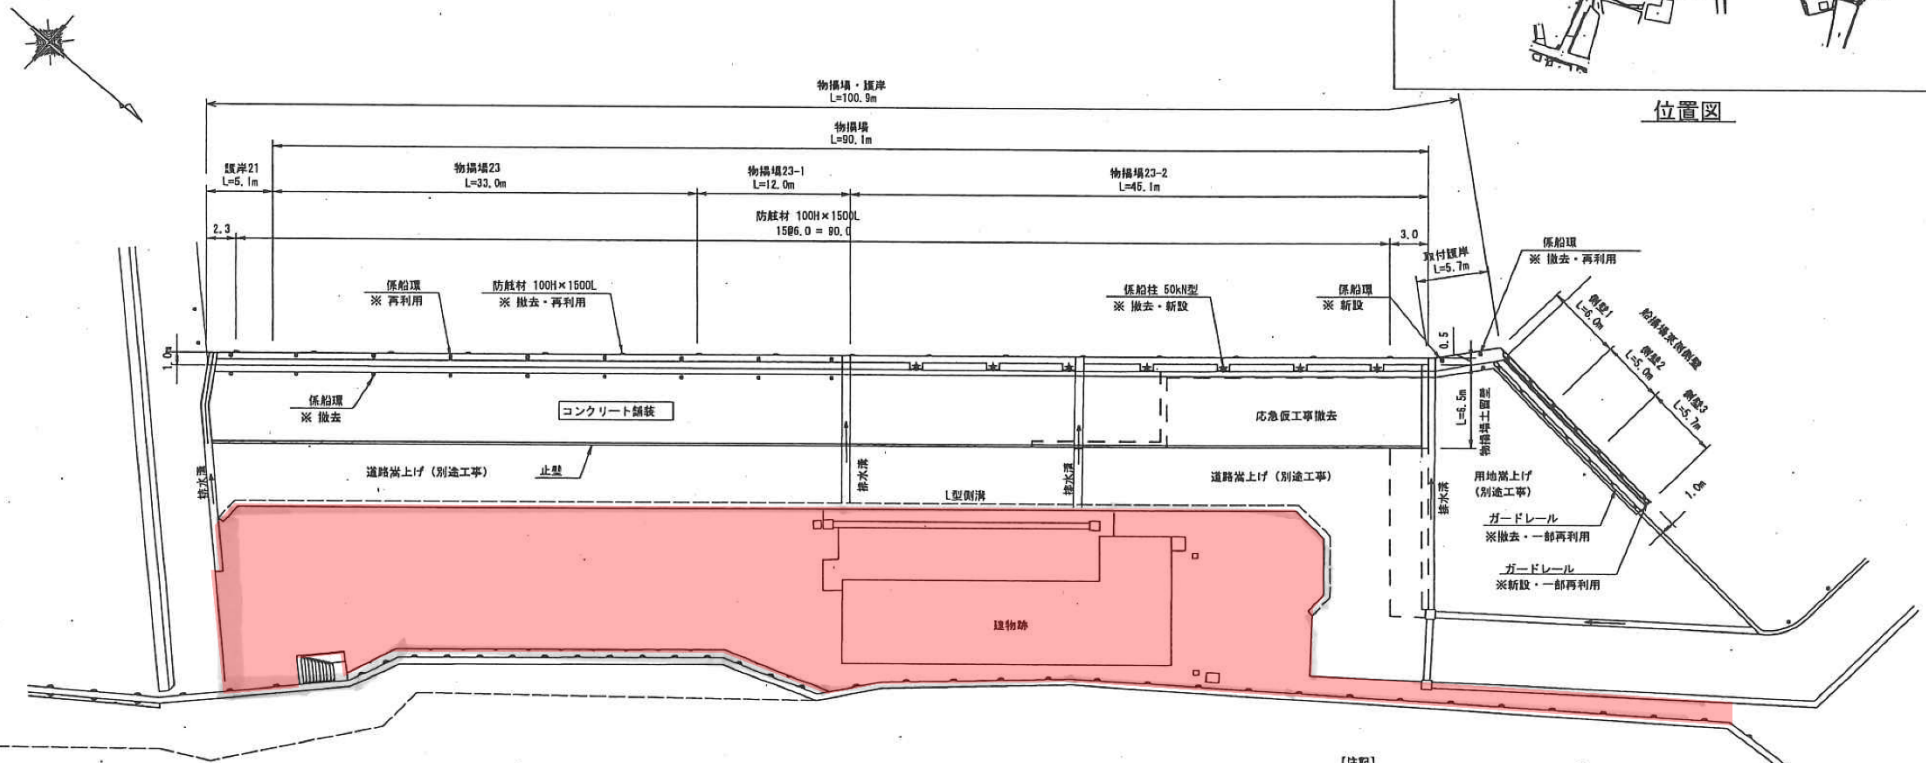 位置図
物揚場・護岸
L=100.9m
物揚場
L=90.1m
護岸21
L=5.1m
物揚場23
L=33.0m
物揚場23-1
L=12.0m
物揚場23-2
L=45.1m
防舷材 100H×1500L
15@6.0 = 90.0
2.3
3.0
取付護岸
L=5.7m
係船環
※ 撤去・再利用
係船環
※ 再利用
防舷材 100H×1500L
※ 撤去・再利用
係船柱 50kN型
※ 撤去・新設
係船環
※ 新設
側壁1
L=6.0m
船揚場東側側壁
側壁2
L=5.0m
側壁3
L=5.7m
1.0m
0.5
1.0m
係船環
※ 撤去
コンクリート舗装
応急仮工事撤去
L=6.5m
物揚場土留壁
排水溝
道路嵩上げ（別途工事）
止壁
排水溝
L型側溝
排水溝
道路嵩上げ（別途工事）
排水溝
用地嵩上げ
（別途工事）
ガードレール
※撤去・一部再利用
ガードレール
※新設・一部再利用
建物跡
【注記】